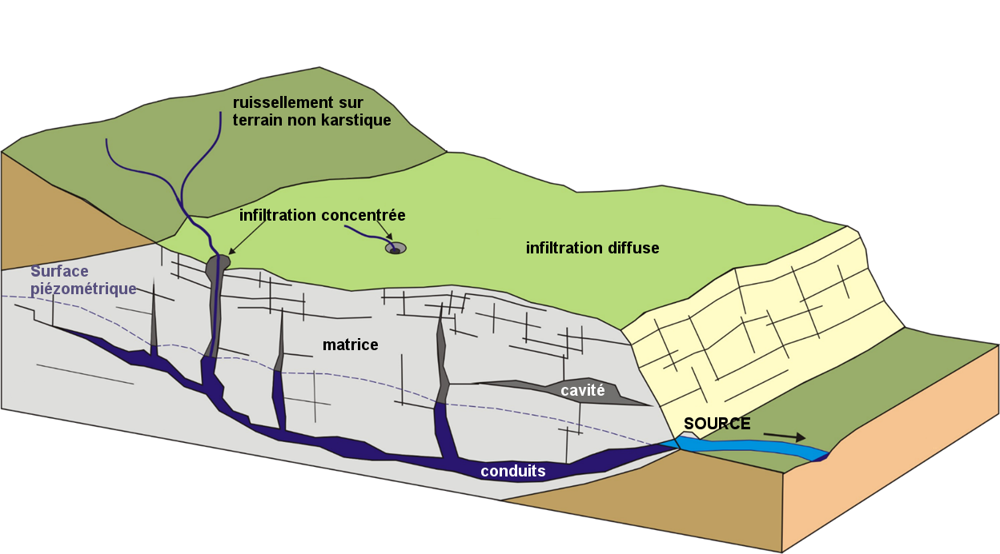 ruissellement sur
terrain non karstique
infiltration concentrée
infiltration diffuse
Surface
piézométrique
matrice
cavité
SOURCE
conduits